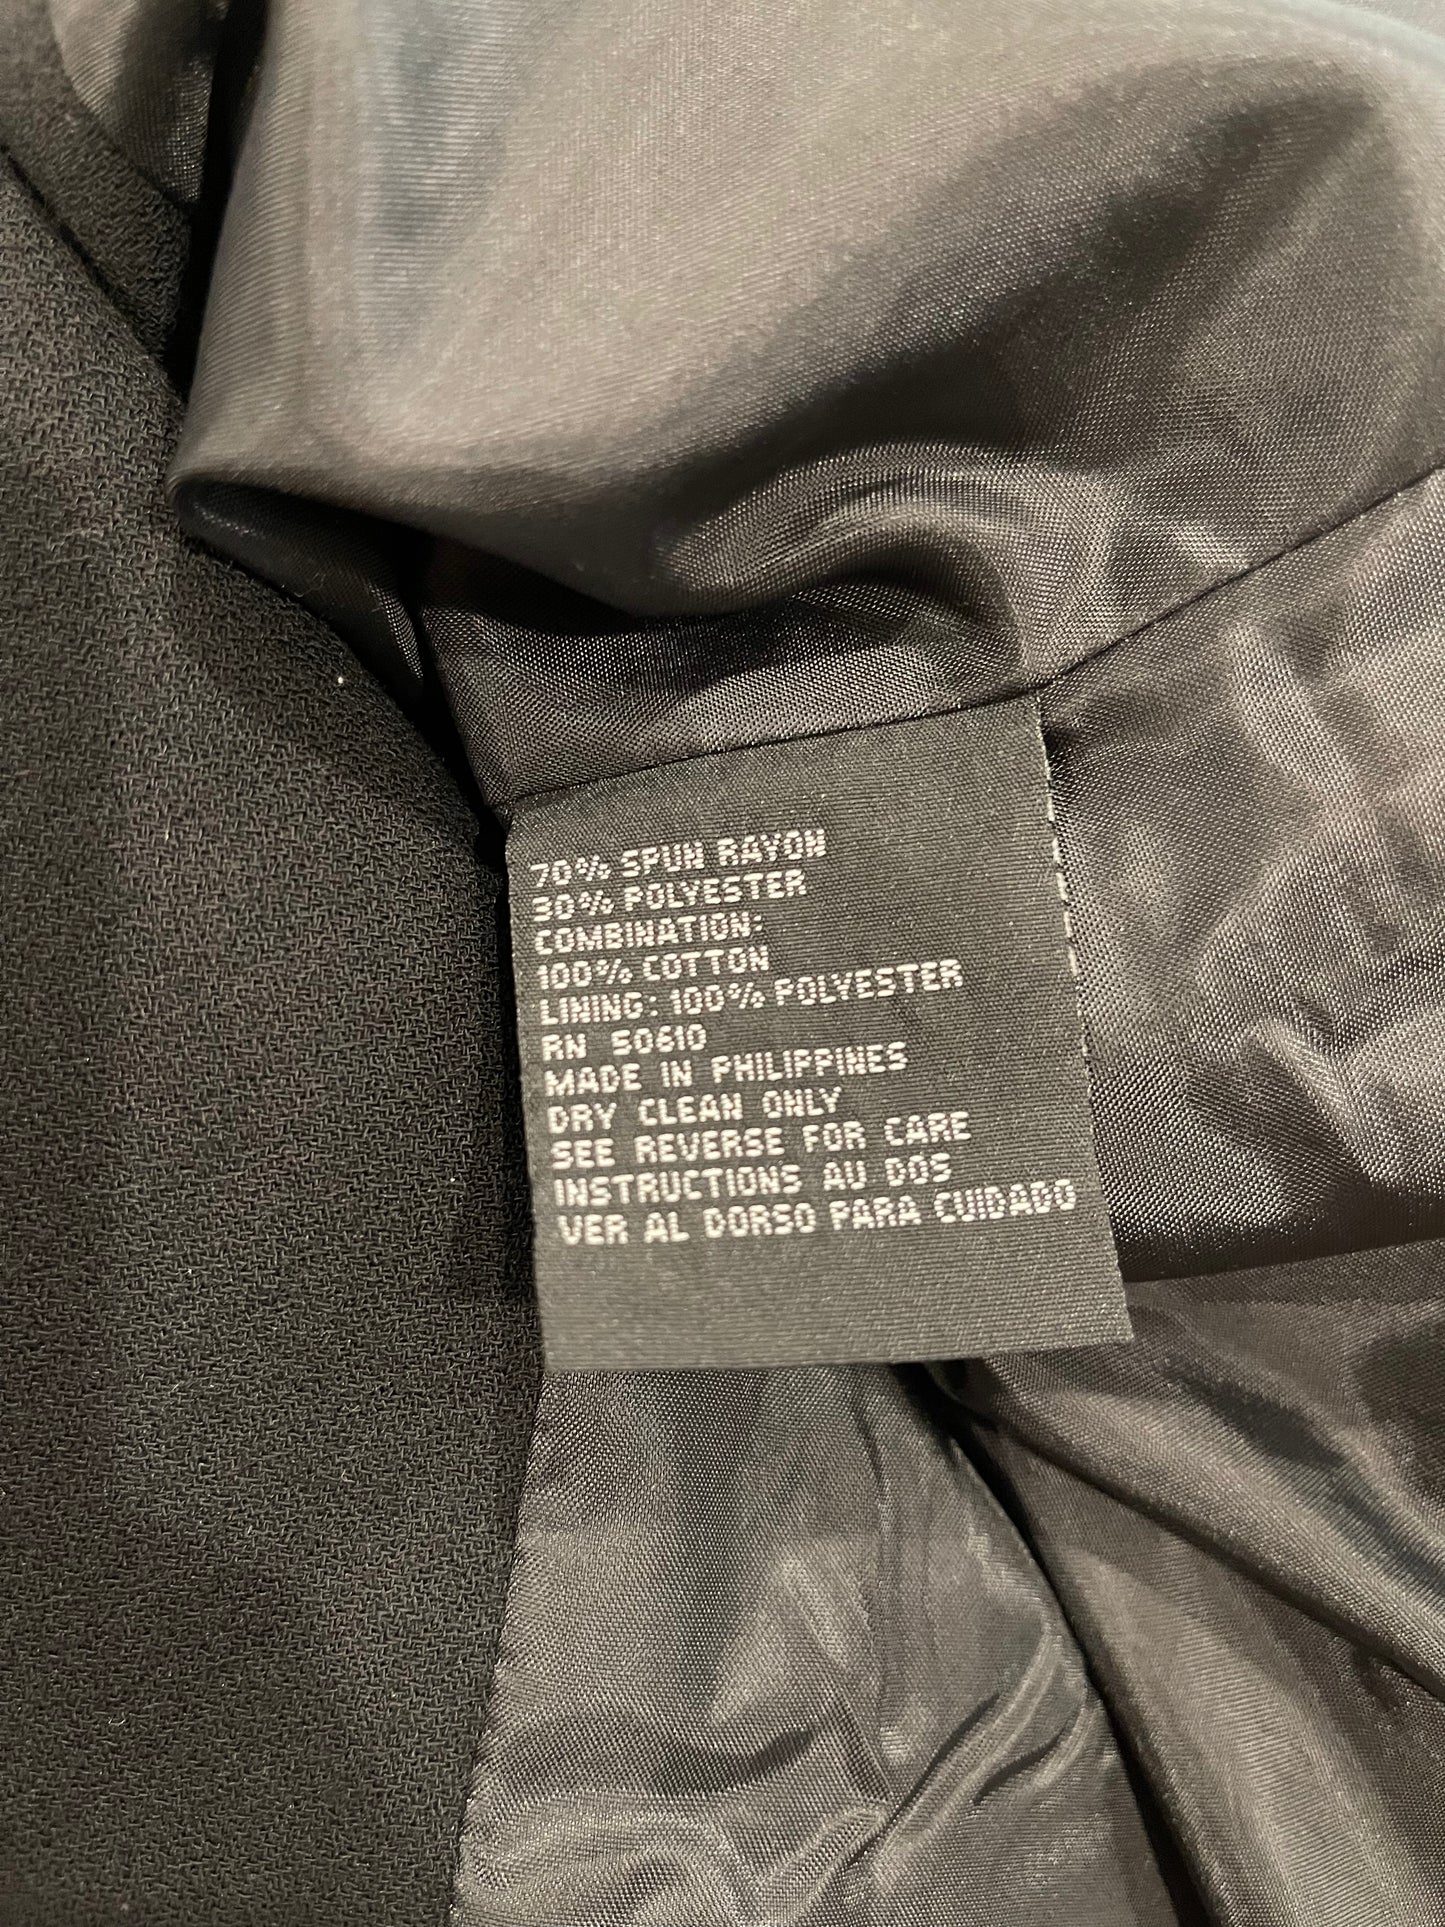 70% SPUN RAYON
30% POLYESTER
COMBINATION:
100% COTTON
LINING: 100% POLYESTER
RN 50610
MADE IN PHILIPPINES
DRY CLEAN ONLY
SEE REVERSE FOR CARE
INSTRUCTIONS AU DOS
VER AL DORSO PARA CUIDADO